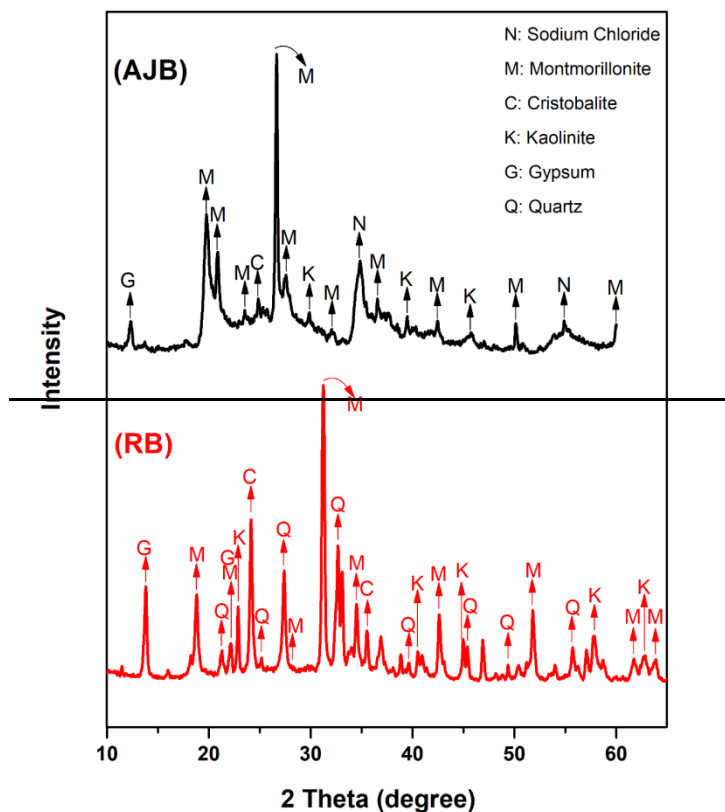 N: Sodium Chloride
(AJB)
M
M: Montmorillonite
C: Cristobalite
K: Kaolinite
G: Gypsum
Q: Quartz
M
M
G
M
C
M
K
M
N
M
K
M
K
M
N
M
Intensity
M
(RB)
G
M
Q
G
M
K
C
Q
Q
M
Q
M
C
Q
K
M
K
Q
Q
M
Q
K
M
K
M
10 20 30 40 50 60
2 Theta (degree)